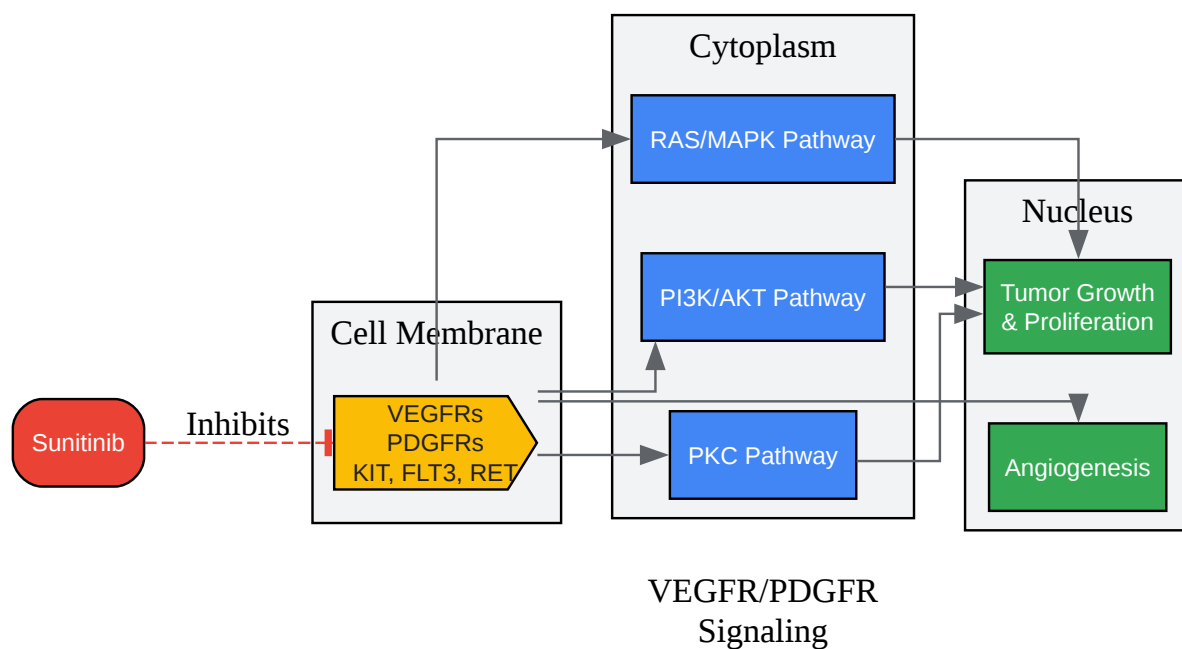 Cytoplasm
RAS/MAPK Pathway
Nucleus
PI3K/AKT Pathway
Tumor Growth
& Proliferation
Cell Membrane
Sunitinib
Inhibits
VEGFRs
PDGFRs
KIT, FLT3, RET
PKC Pathway
Angiogenesis
VEGFR/PDGFR
Signaling